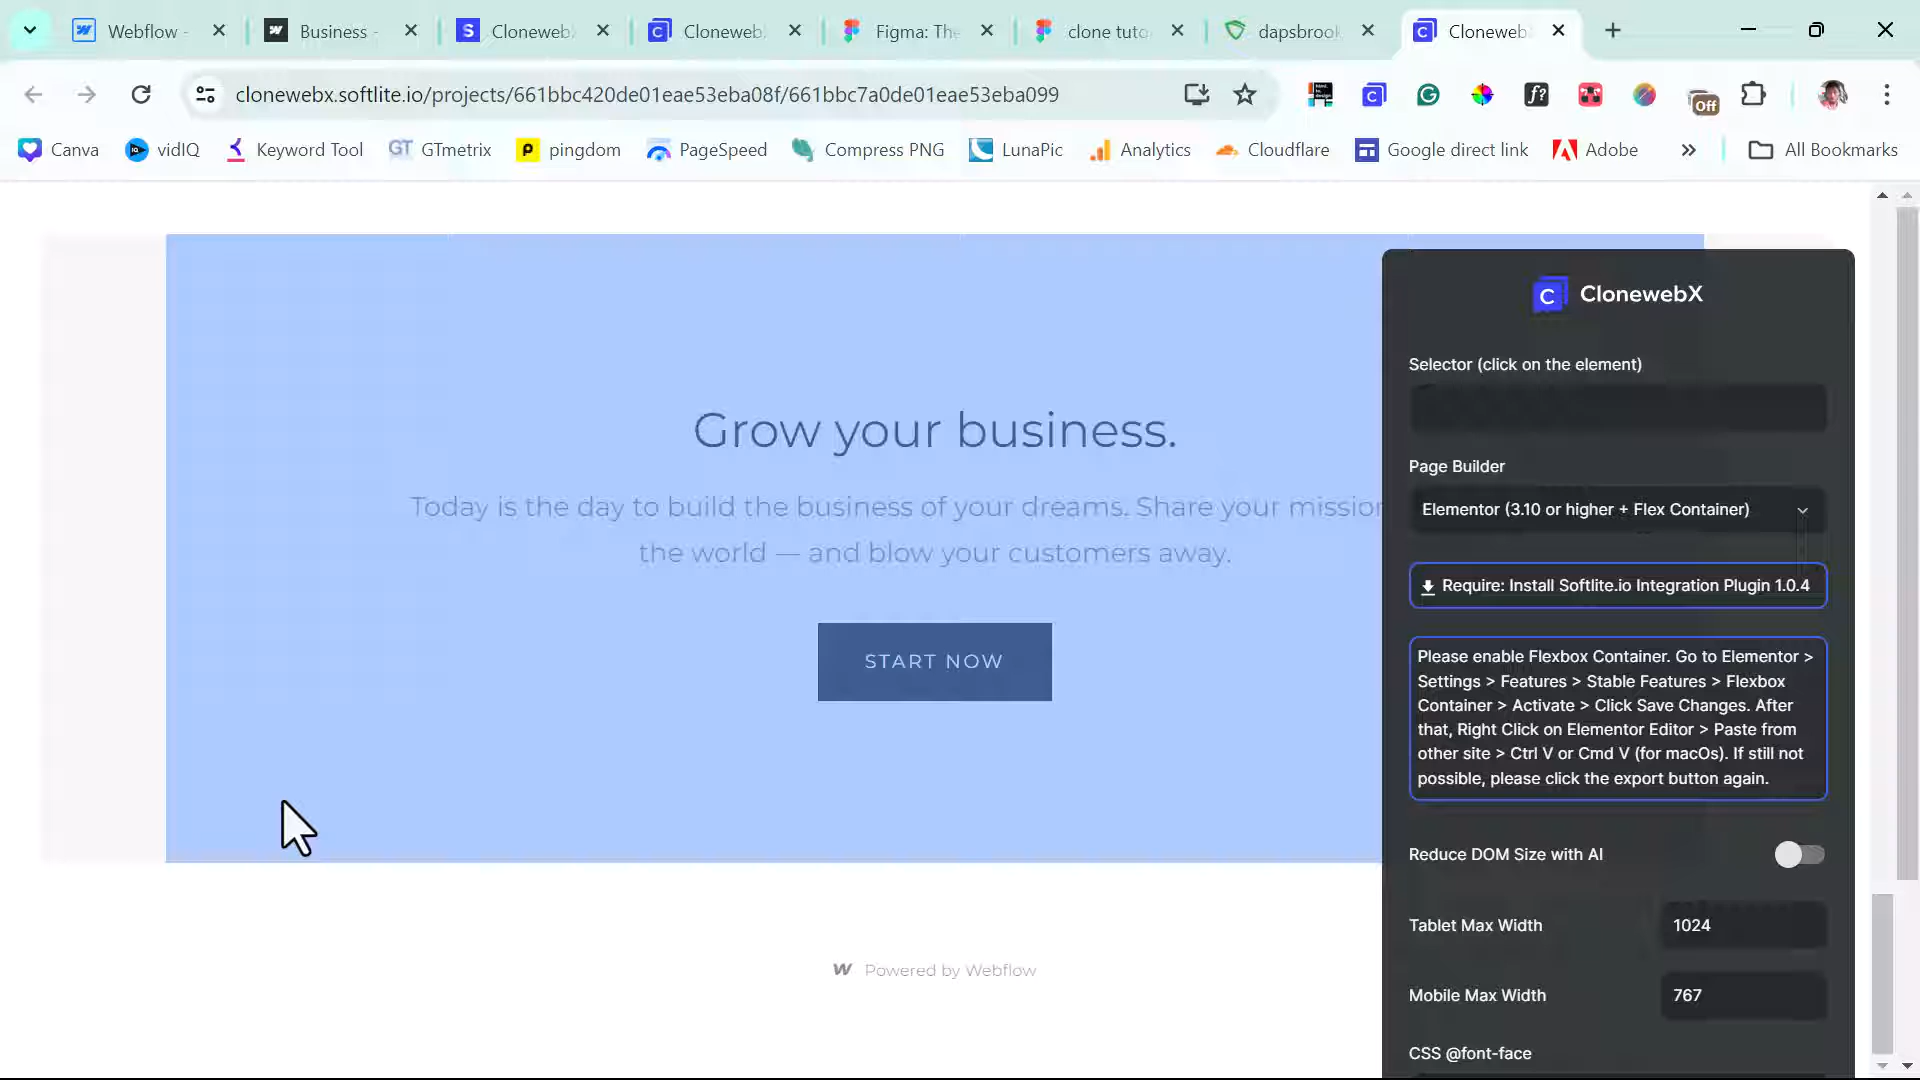 Webflow -
Business -
Cloneweb
Cloneweb
Figma: The
clone tuto
dapsbrook
Cloneweb
clonewebx.softlite.io/projects/661bbc420de01eae53eba08f/661bbc7a0de01eae53eba099
Off
Canva
vidIQ
Keyword Tool
GTmetrix
pingdom
PageSpeed
Compress PNG
LunaPic
Analytics
Cloudflare
Google direct link
Adobe
All Bookmarks
Grow your business.
Today is the day to build the business of your dreams. Share your mission
the world — and blow your customers away.
START NOW
Powered by Webflow
ClonewebX
Selector (click on the element)
Page Builder
Elementor (3.10 or higher + Flex Container)
Require: Install Softlite.io Integration Plugin 1.0.4
Please enable Flexbox Container. Go to Elementor >
Settings > Features > Stable Features > Flexbox
Container > Activate > Click Save Changes. After
that, Right Click on Elementor Editor > Paste from
other site > Ctrl V or Cmd V (for macOs). If still not
possible, please click the export button again.
Reduce DOM Size with AI
Tablet Max Width
1024
Mobile Max Width
767
CSS @font-face